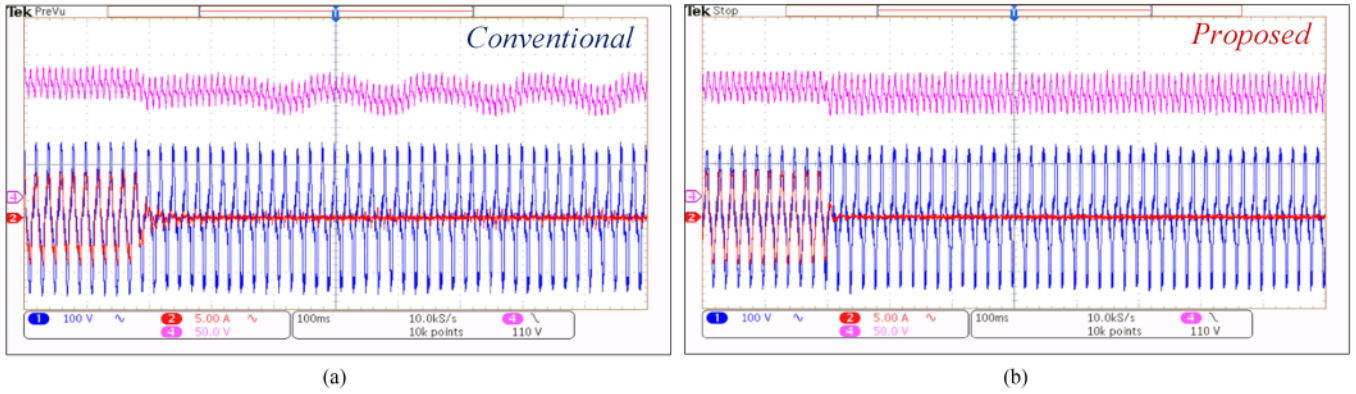 Tek PreVu
T
Conventional
4
2
1 100 V ∿ 2 5.00 A ∿ 100ms 10.0kS/s 4 \
4 50.0 V 10k points 110 V
(a)
Tek Stop
T
Proposed
4
2
1 100 V ∿ 2 5.00 A ∿ 100ms 10.0kS/s 4 \
4 50.0 V 10k points 110 V
(b)